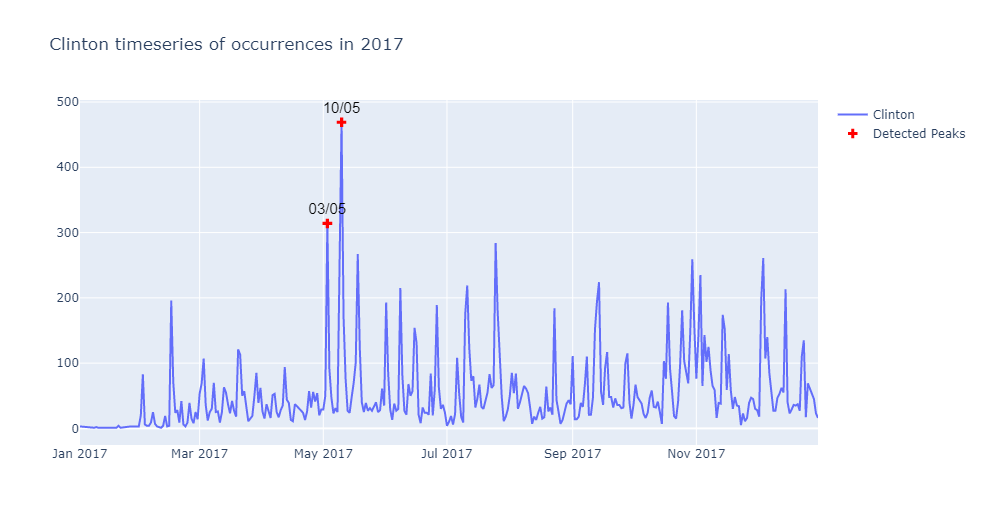 Clinton timeseries of occurrences in 2017
500
400
300
200
100
0
10/05
03/05
Jan 2017
Mar 2017
May 2017
Jul 2017
Sep 2017
Nov 2017
Clinton
Detected Peaks